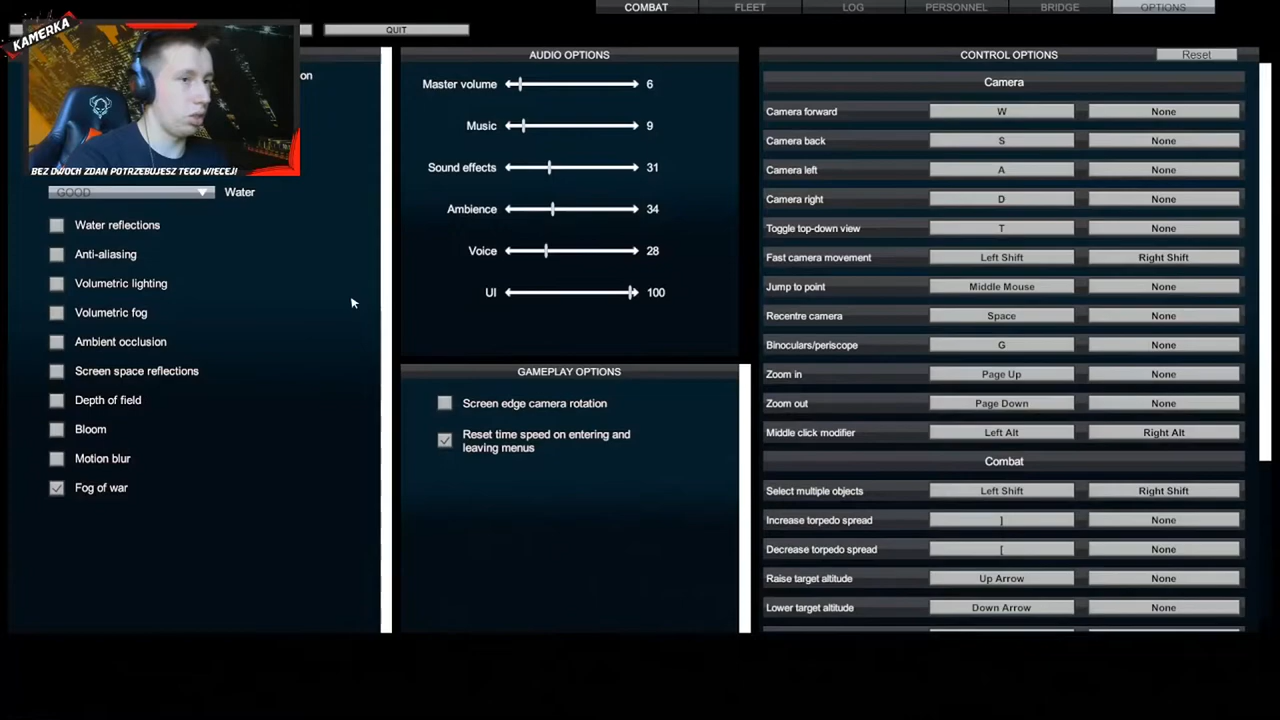 COMBAT FLEET LOG PERSONNEL BRIDGE OPTIONS
KAMERKA
QUIT
BEZ DWOCH ZDAN POTRZEBUJESZ TEGO WIECEJ!
on
GOOD Water
Water reflections
Anti-aliasing
Volumetric lighting
Volumetric fog
Ambient occlusion
Screen space reflections
Depth of field
Bloom
Motion blur
Fog of war
AUDIO OPTIONS
Master volume 6
Music 9
Sound effects 31
Ambience 34
Voice 28
UI 100
GAMEPLAY OPTIONS
Screen edge camera rotation
Reset time speed on entering and
leaving menus
CONTROL OPTIONS Reset
Camera
Camera forward W None
Camera back S None
Camera left A None
Camera right D None
Toggle top-down view T None
Fast camera movement Left Shift Right Shift
Jump to point Middle Mouse None
Recentre camera Space None
Binoculars/periscope G None
Zoom in Page Up None
Zoom out Page Down None
Middle click modifier Left Alt Right Alt
Combat
Select multiple objects Left Shift Right Shift
Increase torpedo spread ] None
Decrease torpedo spread [ None
Raise target altitude Up Arrow None
Lower target altitude Down Arrow None